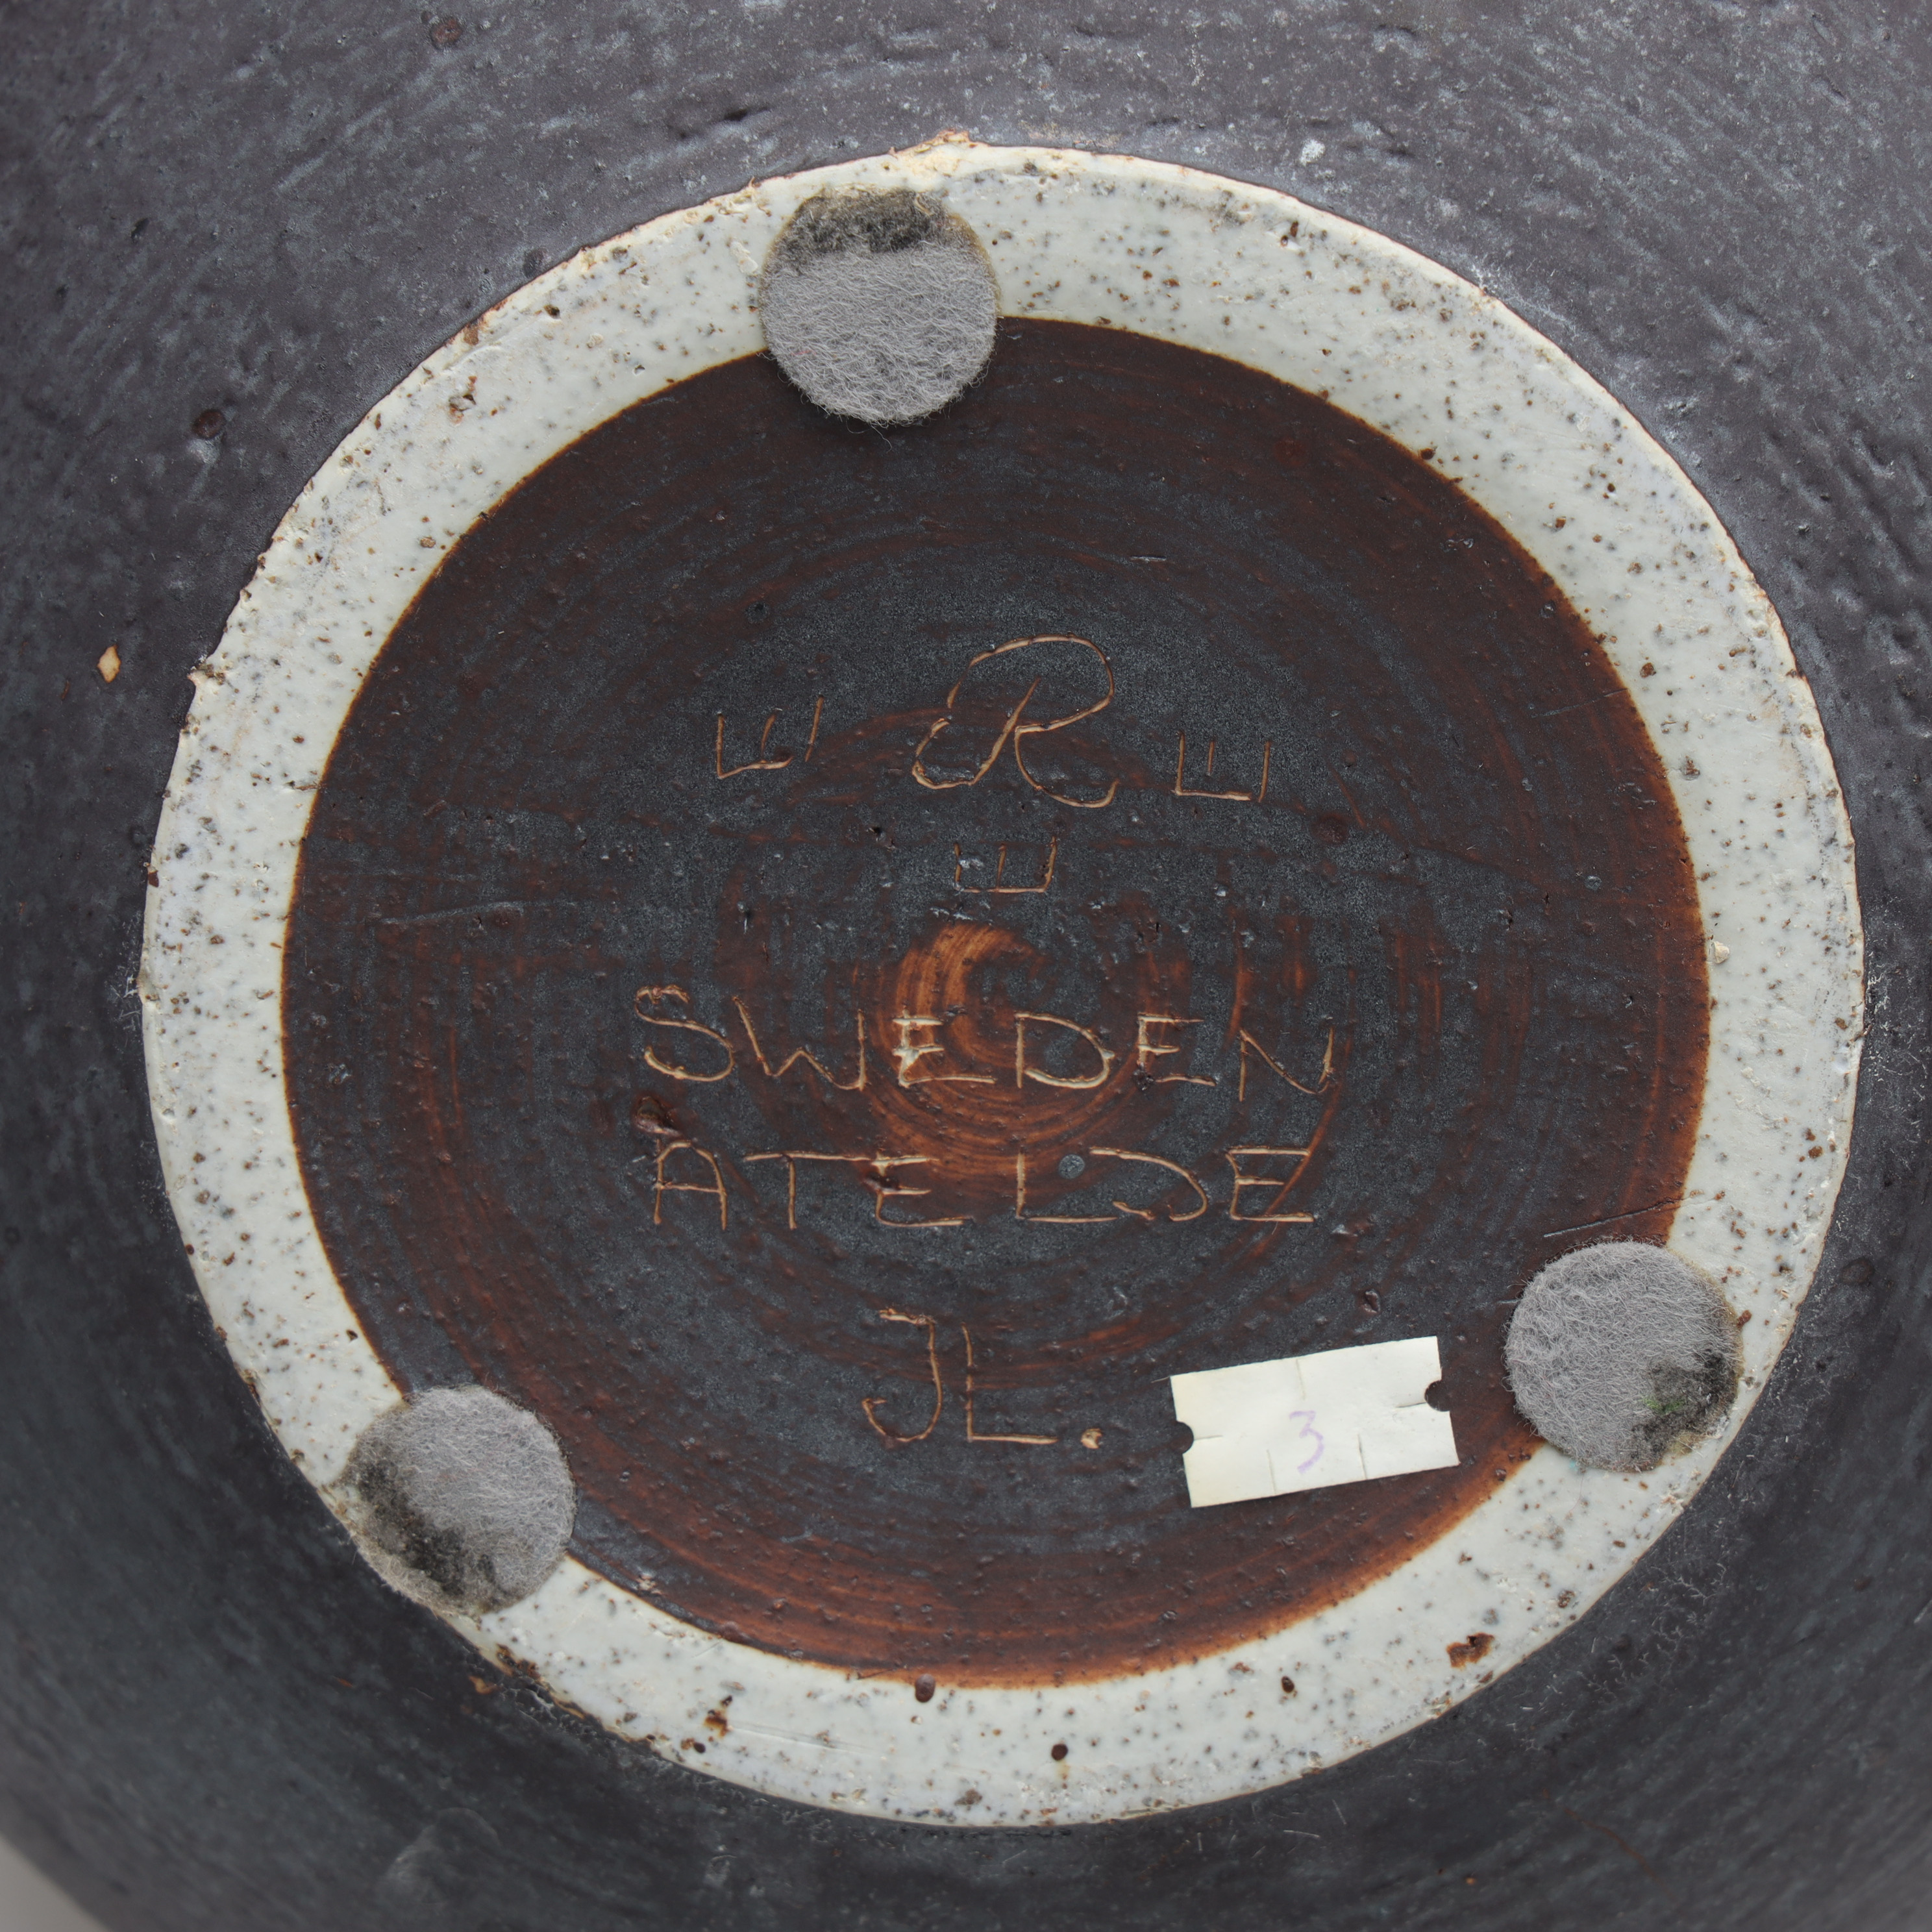 R
SWEDEN
ATELJE
JL.
3